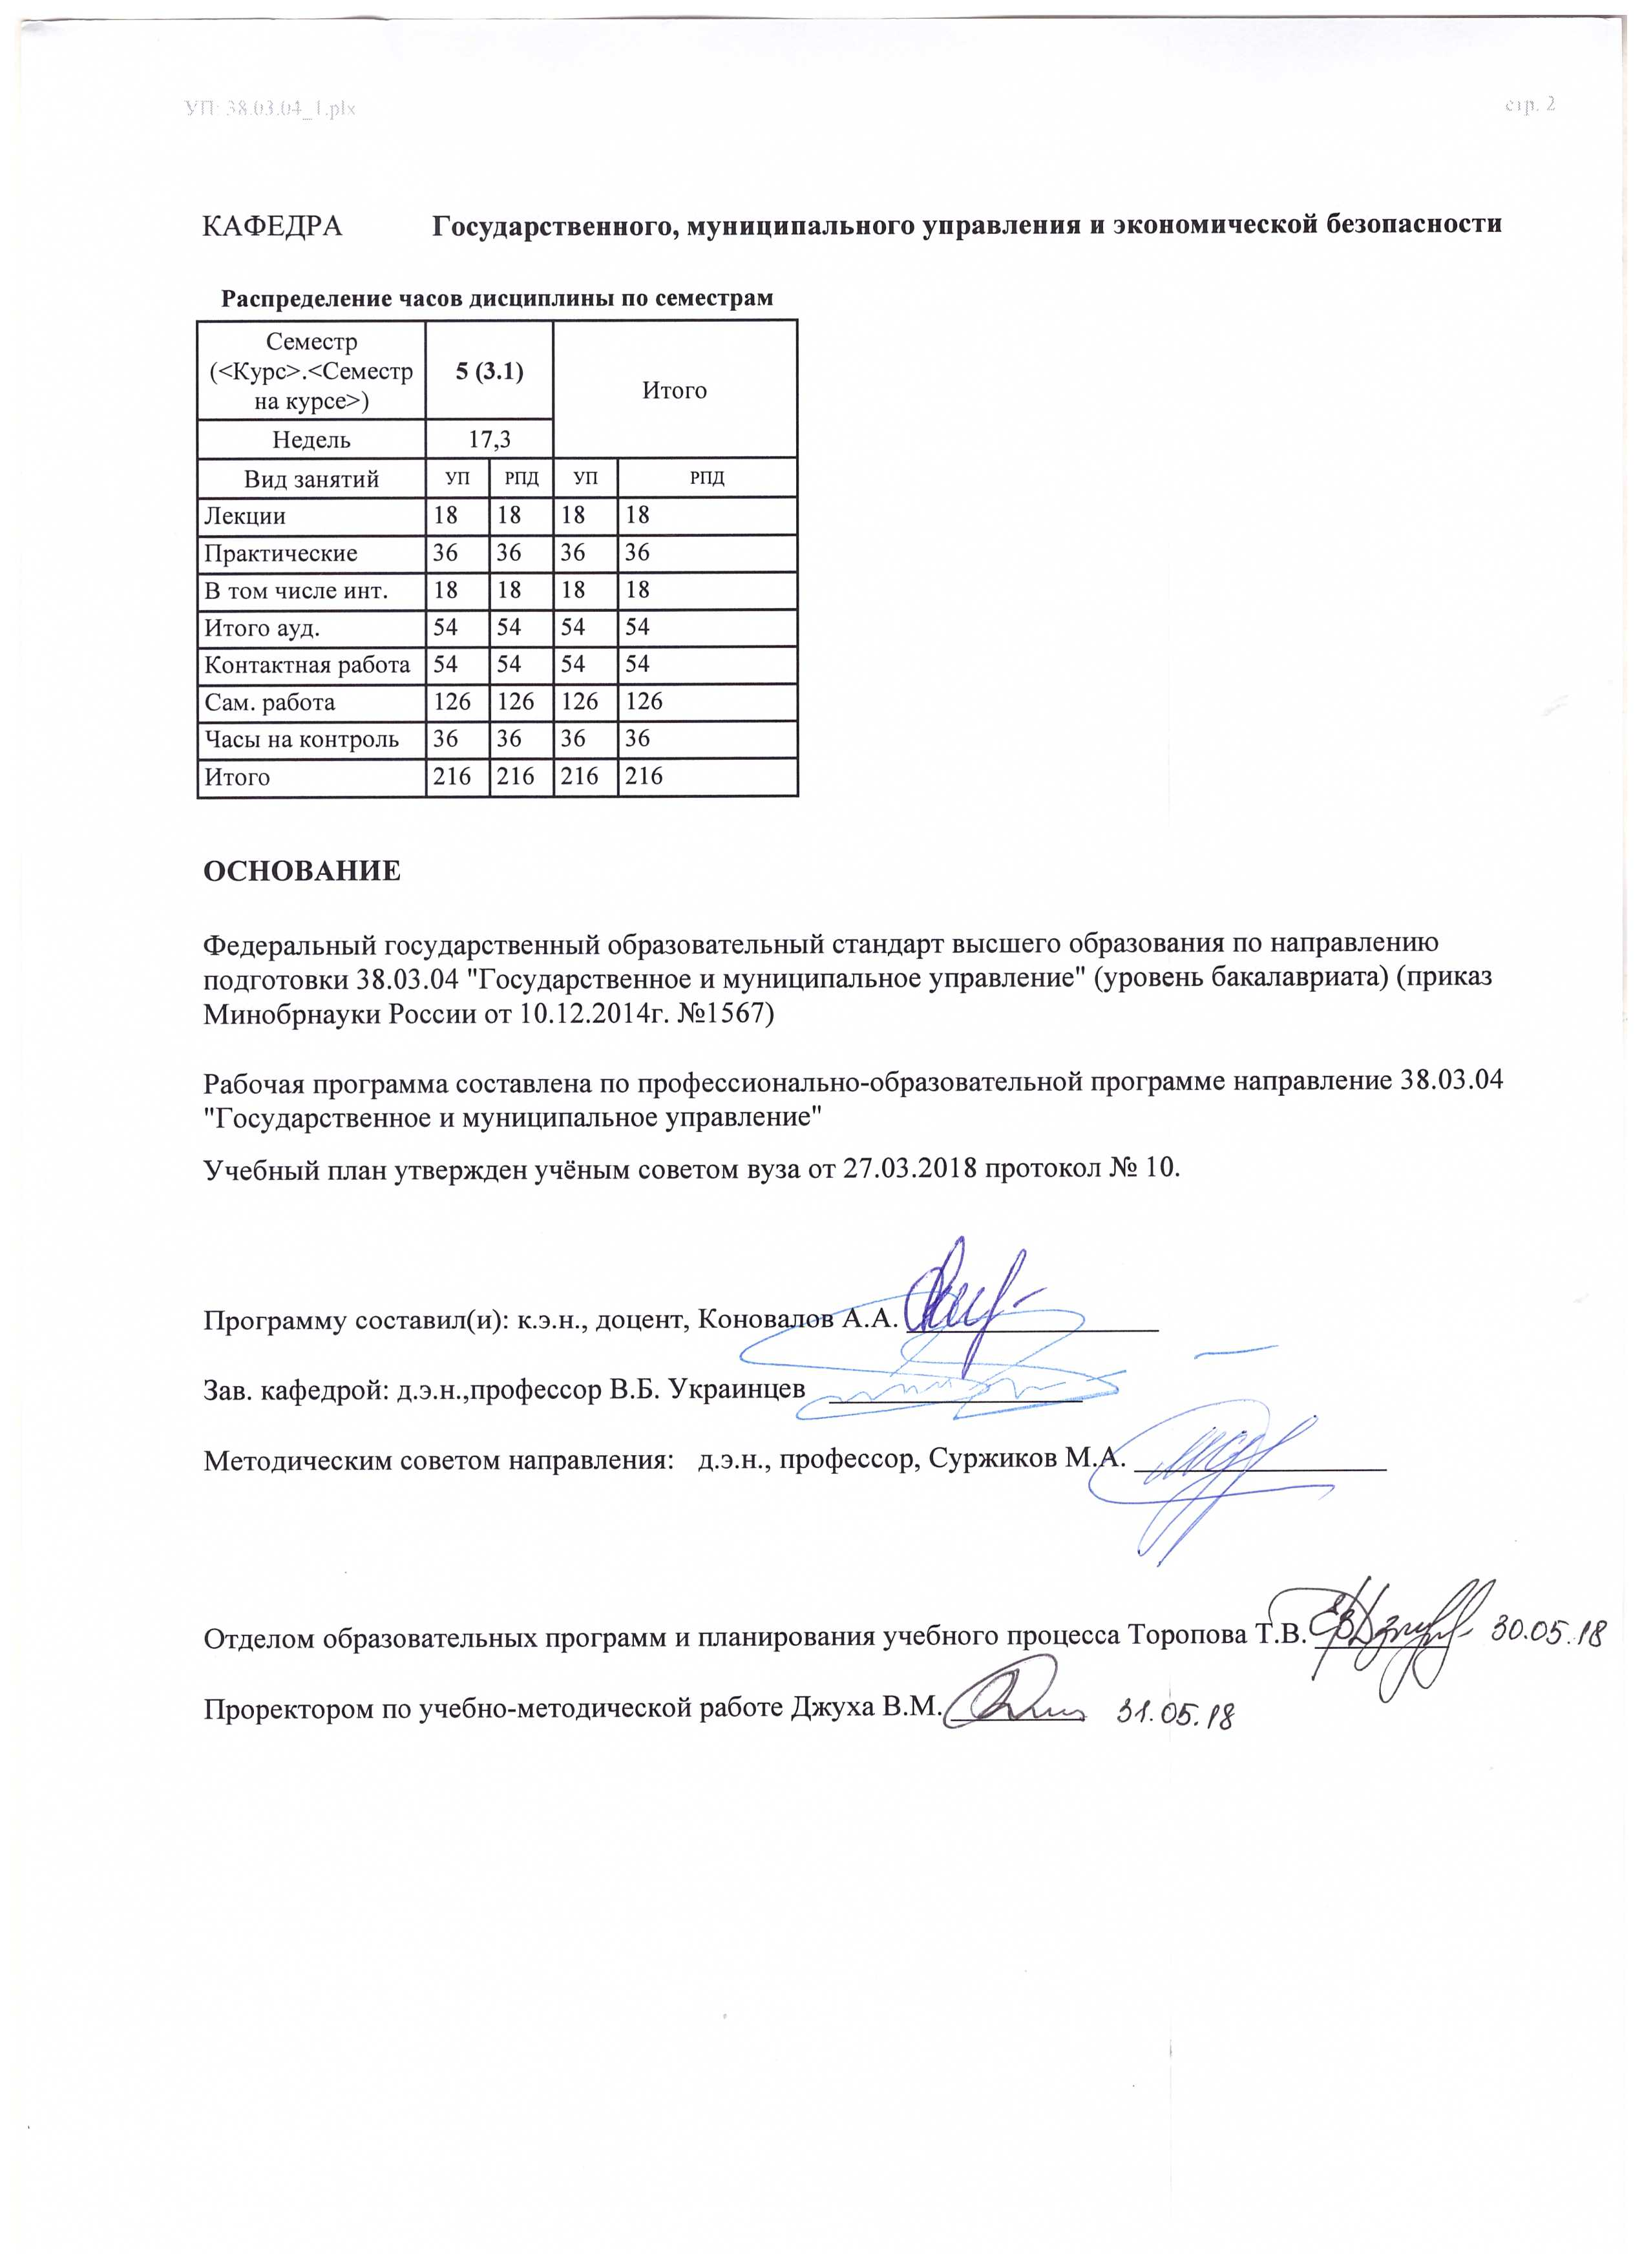 УП: 38.03.04_1.plx
стр. 2
КАФЕДРА Государственного, муниципального управления и экономической безопасности
Распределение часов дисциплины по семестрам
Семестр (<Курс>.<Семестр на курсе>) 5 (3.1) Итого
Недель 17,3
Вид занятий УП РПД УП РПД
Лекции 18 18 18 18
Практические 36 36 36 36
В том числе инт. 18 18 18 18
Итого ауд. 54 54 54 54
Контактная работа 54 54 54 54
Сам. работа 126 126 126 126
Часы на контроль 36 36 36 36
Итого 216 216 216 216
ОСНОВАНИЕ
Федеральный государственный образовательный стандарт высшего образования по направлению
подготовки 38.03.04 "Государственное и муниципальное управление" (уровень бакалавриата) (приказ
Минобрнауки России от 10.12.2014г. №1567)
Рабочая программа составлена по профессионально-образовательной программе направление 38.03.04
"Государственное и муниципальное управление"
Учебный план утвержден учёным советом вуза от 27.03.2018 протокол № 10.
Программу составил(и): к.э.н., доцент, Коновалов А.А.
Зав. кафедрой: д.э.н.,профессор В.Б. Украинцев
Методическим советом направления: д.э.н., профессор, Суржиков М.А.
Отделом образовательных программ и планирования учебного процесса Торопова Т.В. 30.05.18
Проректором по учебно-методической работе Джуха В.М. 31.05.18